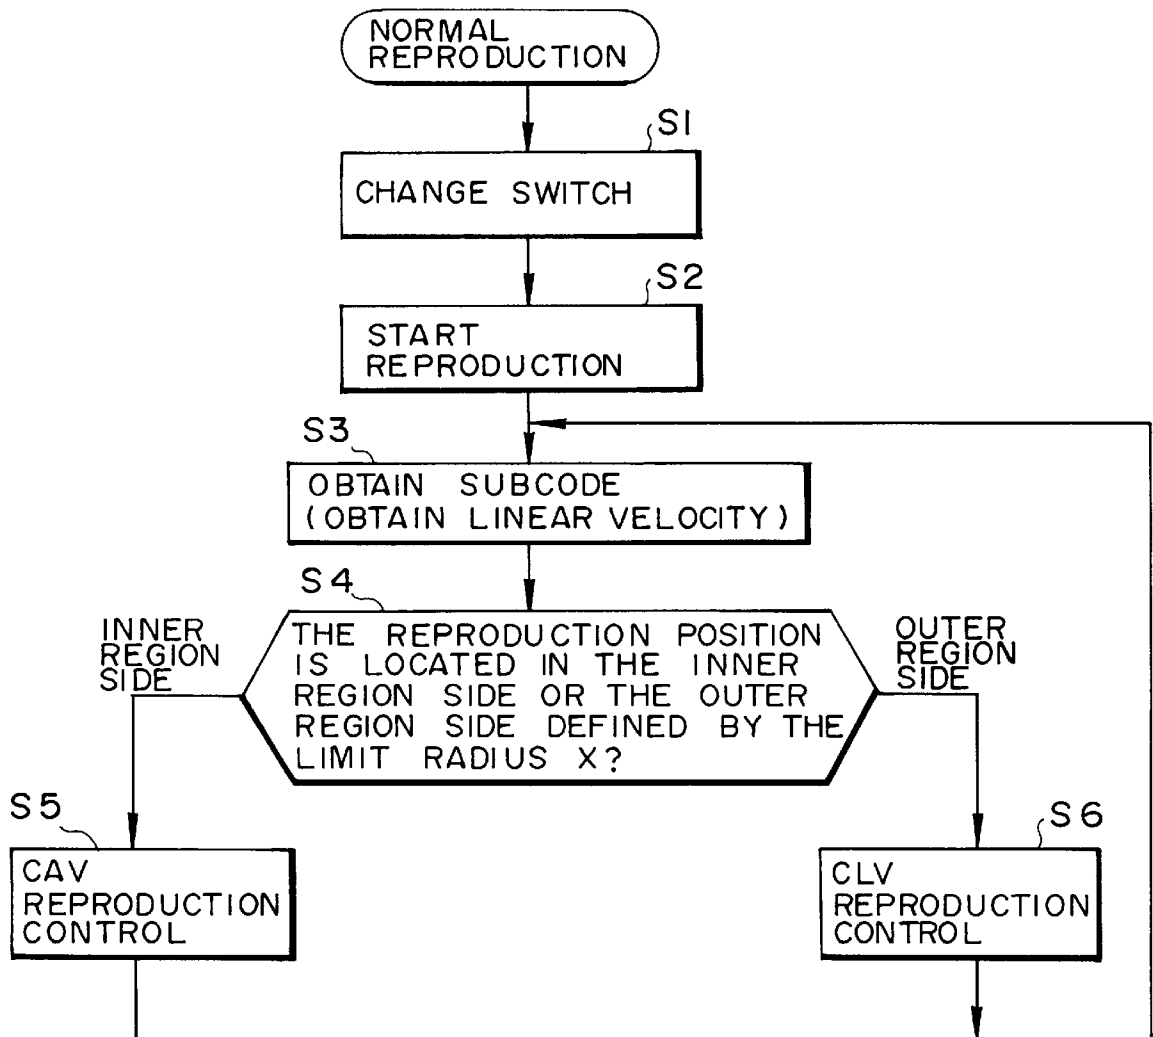 NORMAL
REPRODUCTION
S1
CHANGE SWITCH
S2
START
REPRODUCTION
S3
OBTAIN SUBCODE
(OBTAIN LINEAR VELOCITY)
S4
INNER
REGION
SIDE
THE REPRODUCTION POSITION
IS LOCATED IN THE INNER
REGION SIDE OR THE OUTER
REGION SIDE DEFINED BY THE
LIMIT RADIUS X?
OUTER
REGION
SIDE
S5
CAV
REPRODUCTION
CONTROL
S6
CLV
REPRODUCTION
CONTROL